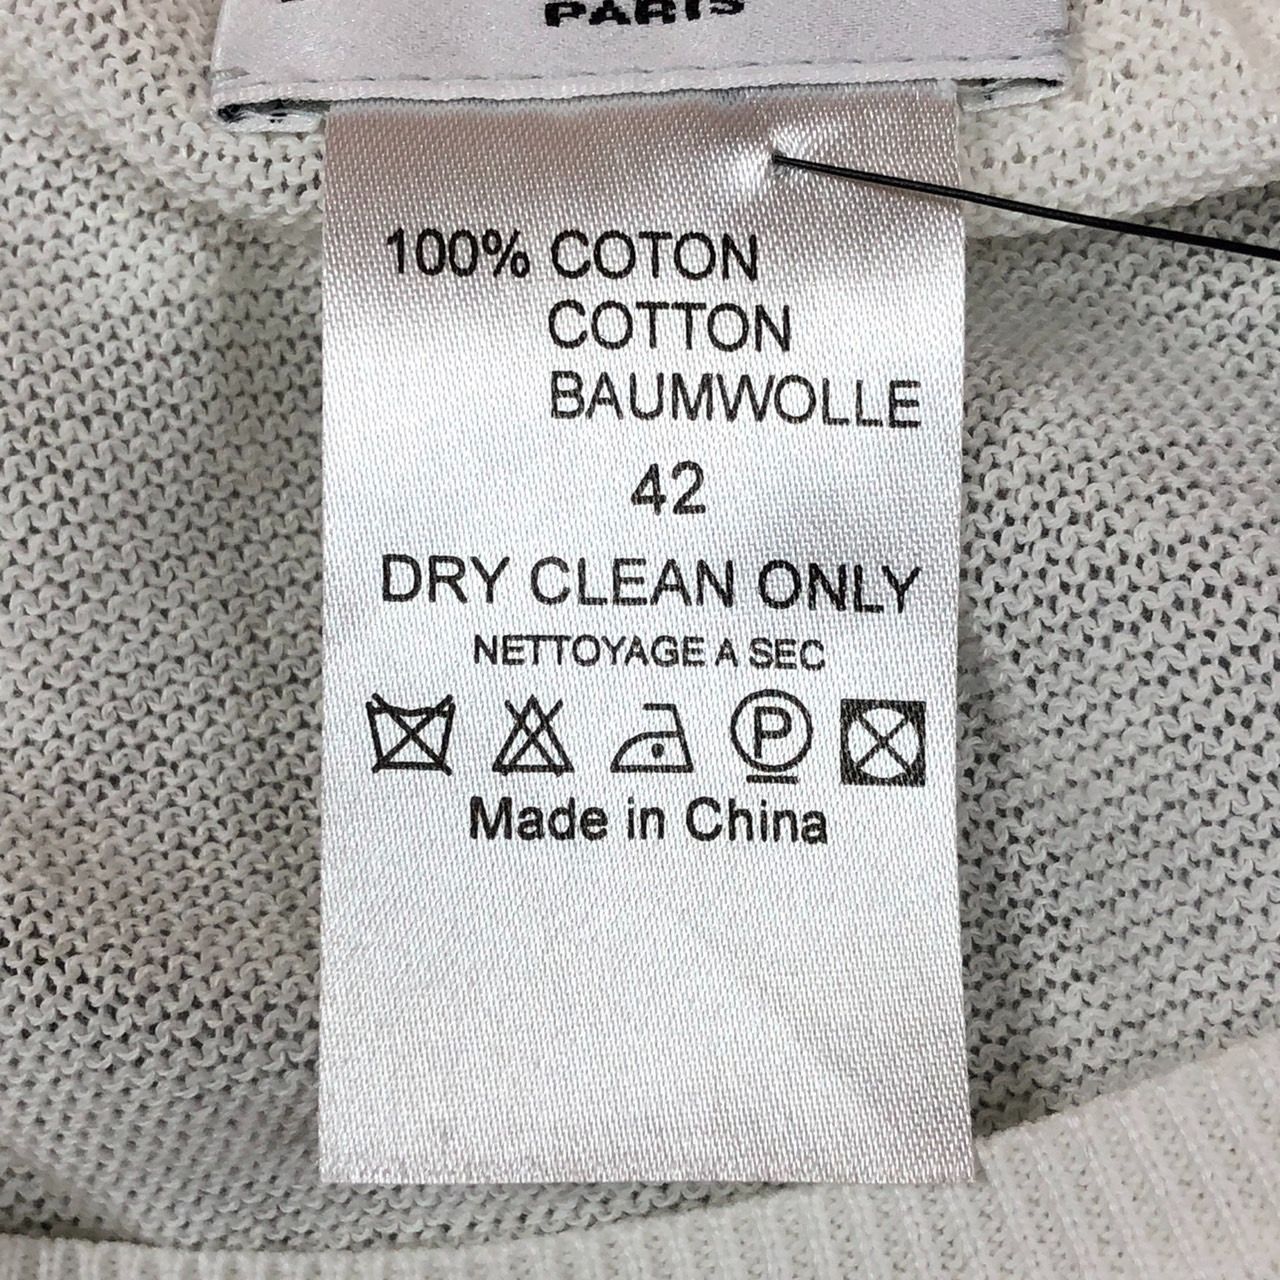 PARIS
100% COTON
COTTON
BAUMWOLLE
42
DRY CLEAN ONLY
NETTOYAGE A SEC
P
Made in China